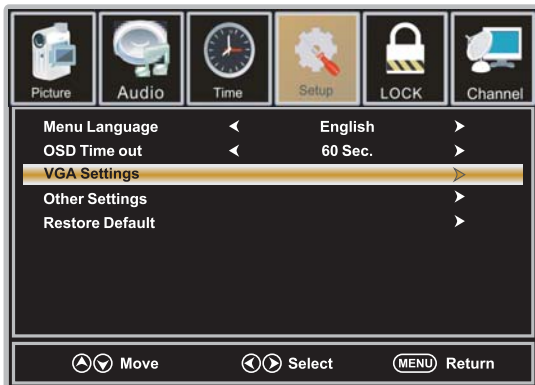 Picture Audio Time Setup LOCK Channel
Menu Language English
OSD Time out 60 Sec.
VGA Settings
Other Settings
Restore Default
Move Select MENU Return